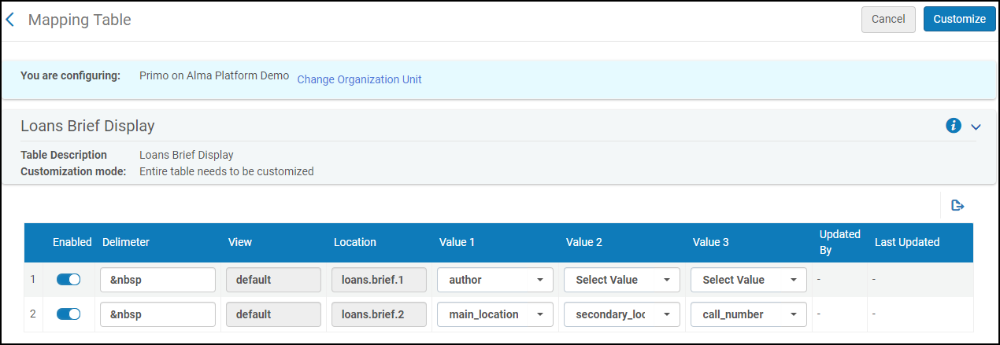 Mapping Table
Cancel
Customize
You are configuring: Primo on Alma Platform Demo Change Organization Unit
Loans Brief Display
Table Description Loans Brief Display
Customization mode: Entire table needs to be customized
Enabled Delimeter View Location Value 1 Value 2 Value 3 Updated By Last Updated
1 &nbsp default loans.brief.1 author Select Value Select Value - -
2 &nbsp default loans.brief.2 main_location secondary_loc call_number - -